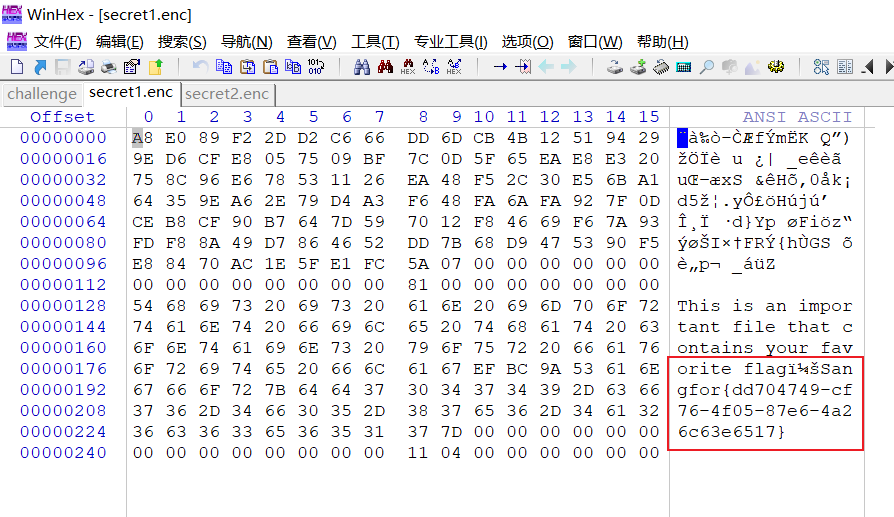 WinHex - [secret1.enc]
文件(F) 编辑(E) 搜索(S) 导航(N) 查看(V) 工具(T) 专业工具(I) 选项(O) 窗口(W) 帮助(H)
challenge secret1.enc secret2.enc
Offset 0 1 2 3 4 5 6 7 8 9 10 11 12 13 14 15 ANSI ASCII
00000000 A8 E0 89 F2 2D D2 C6 66 DD 6D CB 4B 12 51 94 29 ¨à‰ò-ÒÆfÝmËK Q”)
00000016 9E D6 CF E8 05 75 09 BF 7C 0D 5F 65 EA E8 E3 20 žÖÏè u ¿| _eêèã
00000032 75 8C 96 E6 78 53 11 26 EA 48 F5 2C 30 E5 6B A1 uŒ–æxS &êHõ,0åk¡
00000048 64 35 9E A6 2E 79 D4 A3 F6 48 FA 6A FA 92 7F 0D d5ž¦.yÔ£öHújú’
00000064 CE B8 CF 90 B7 64 7D 59 70 12 F8 46 69 F6 7A 93 Î¸Ï ·d}Yp øFiöz“
00000080 FD F8 8A 49 D7 86 46 52 DD 7B 68 D9 47 53 90 F5 ýøŠI×†FRÝ{hÙGS õ
00000096 E8 84 70 AC 1E 5F E1 FC 5A 07 00 00 00 00 00 00 è„p¬ _áüZ
00000112 00 00 00 00 00 00 00 00 81 00 00 00 00 00 00 00
00000128 54 68 69 73 20 69 73 20 61 6E 20 69 6D 70 6F 72 This is an impor
00000144 74 61 6E 74 20 66 69 6C 65 20 74 68 61 74 20 63 tant file that c
00000160 6F 6E 74 61 69 6E 73 20 79 6F 75 72 20 66 61 76 ontains your fav
00000176 6F 72 69 74 65 20 66 6C 61 67 EF BC 9A 53 61 6E orite flagï¼šSan
00000192 67 66 6F 72 7B 64 64 37 30 34 37 34 39 2D 63 66 gfor{dd704749-cf
00000208 37 36 2D 34 66 30 35 2D 38 37 65 36 2D 34 61 32 76-4f05-87e6-4a2
00000224 36 63 36 33 65 36 35 31 37 7D 00 00 00 00 00 00 6c63e6517}
00000240 00 00 00 00 00 00 00 00 11 04 00 00 00 00 00 00